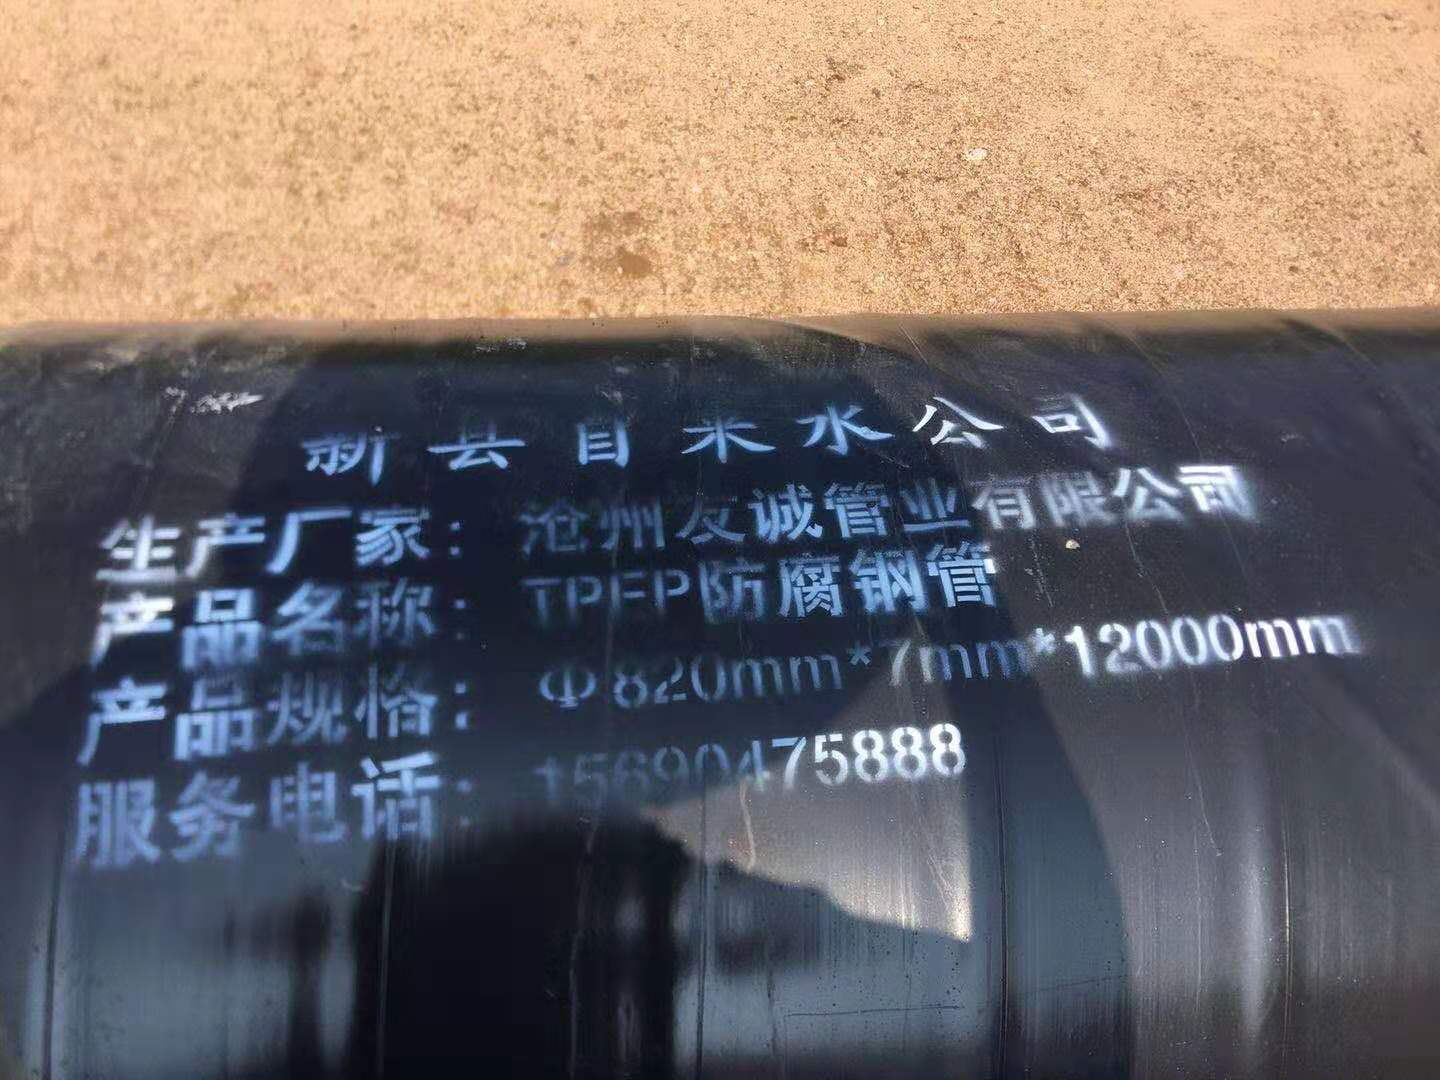 新县自来水公司
生产厂家：沧州友诚管业有限公司
产品名称：TPEP防腐钢管
产品规格：Φ820mm*7mm*12000mm
服务电话：15690475888